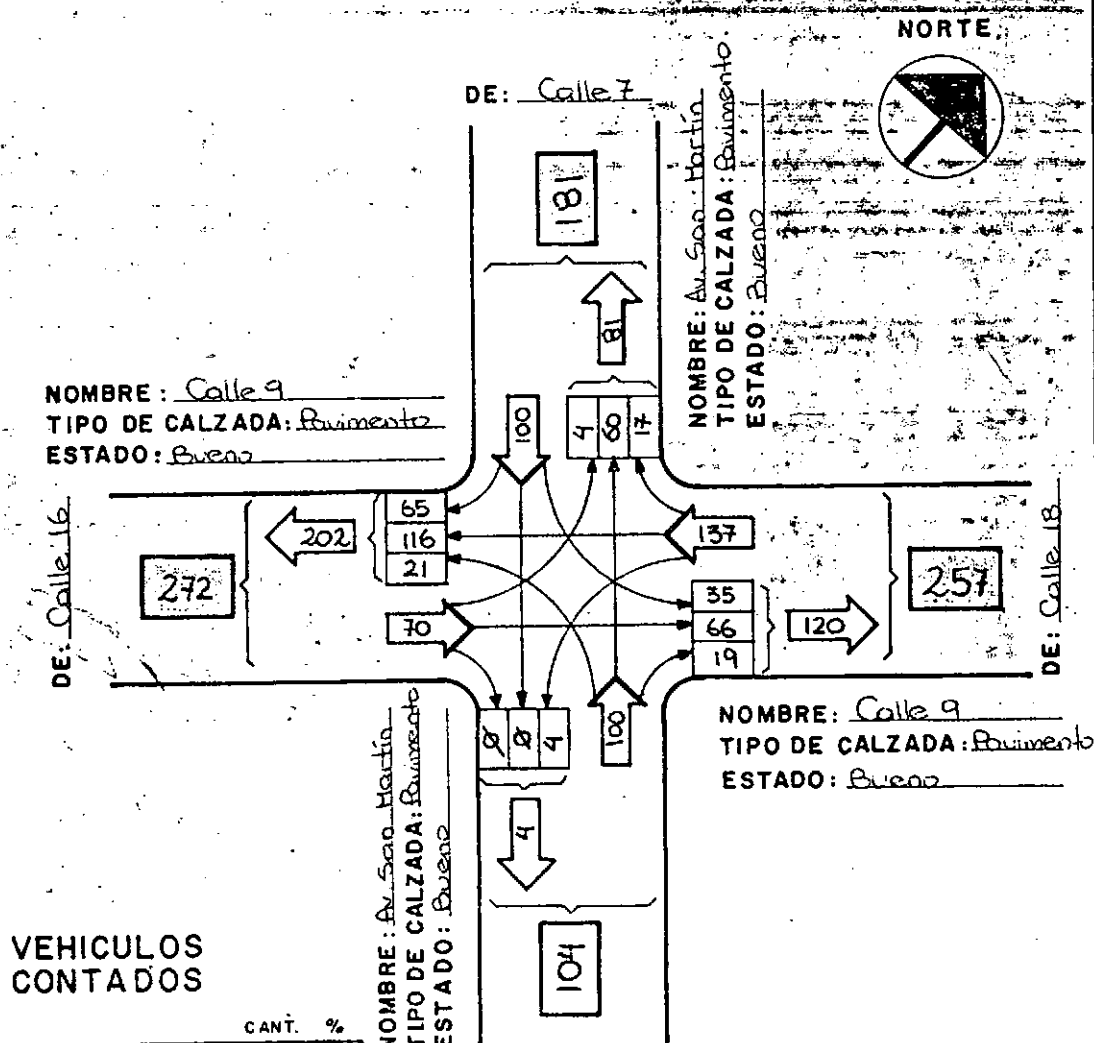 NORTE.
DE: Calle 7
181
NOMBRE: Av. San Martín
TIPO DE CALZADA: Pavimento.
ESTADO: Bueno
81
NOMBRE: Calle 9
TIPO DE CALZADA: Pavimento
ESTADO: Bueno
100
4 60 17
DE: Calle 16
272
202
65
116
21
137
257
DE: Calle 18
70
35
66
19
120
Ø Ø 4
100
NOMBRE: Calle 9
TIPO DE CALZADA: Pavimento
ESTADO: Bueno
NOMBRE: Av. San Martín
TIPO DE CALZADA: Pavimento
ESTADO: Bueno
4
104
VEHICULOS
CONTADOS
CANT. %